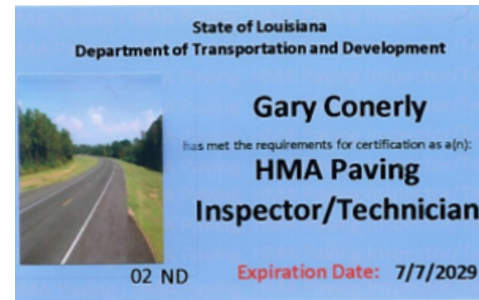 State of Louisiana
Department of Transportation and Development
Gary Conerly
has met the requirements for certification as a(n):
HMA Paving
Inspector/Technician
02 ND
Expiration Date: 7/7/2029